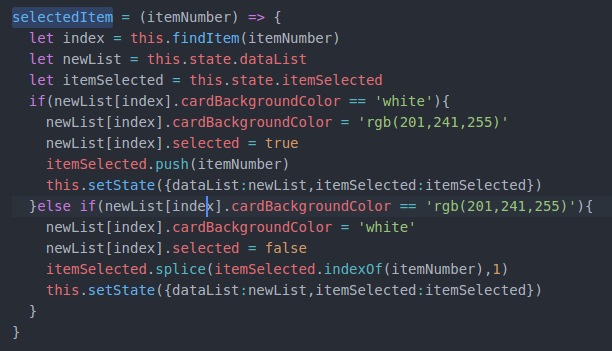 selectedItem = (itemNumber) => {
  let index = this.findItem(itemNumber)
  let newList = this.state.dataList
  let itemSelected = this.state.itemSelected
  if(newList[index].cardBackgroundColor == 'white'){
    newList[index].cardBackgroundColor = 'rgb(201,241,255)'
    newList[index].selected = true
    itemSelected.push(itemNumber)
    this.setState({dataList:newList,itemSelected:itemSelected})
  }else if(newList[index].cardBackgroundColor == 'rgb(201,241,255)'){
    newList[index].cardBackgroundColor = 'white'
    newList[index].selected = false
    itemSelected.splice(itemSelected.indexOf(itemNumber),1)
    this.setState({dataList:newList,itemSelected:itemSelected})
  }
}